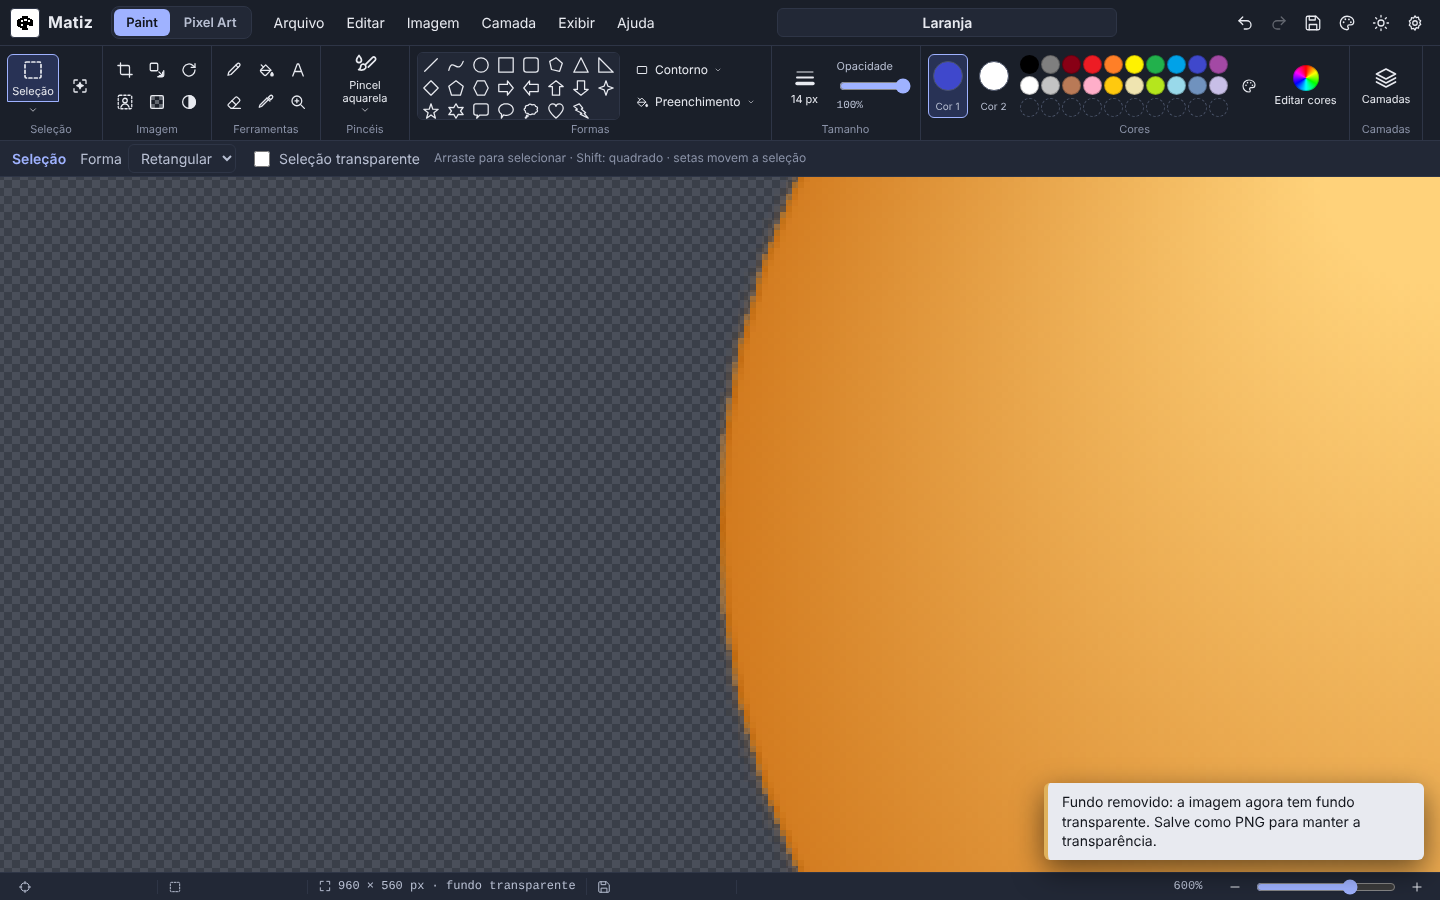 Matiz
Paint
Pixel Art
Arquivo
Editar
Imagem
Camada
Exibir
Ajuda
Laranja
Seleção
Seleção
Imagem
Ferramentas
Pincel
aquarela
Pincéis
Formas
Contorno
Preenchimento
14 px
Opacidade
100%
Tamanho
Cor 1
Cor 2
Cores
Editar cores
Camadas
Camadas
Seleção Forma Retangular Seleção transparente Arraste para selecionar · Shift: quadrado · setas movem a seleção
Fundo removido: a imagem agora tem fundo
transparente. Salve como PNG para manter a
transparência.
960 × 560 px · fundo transparente
600%